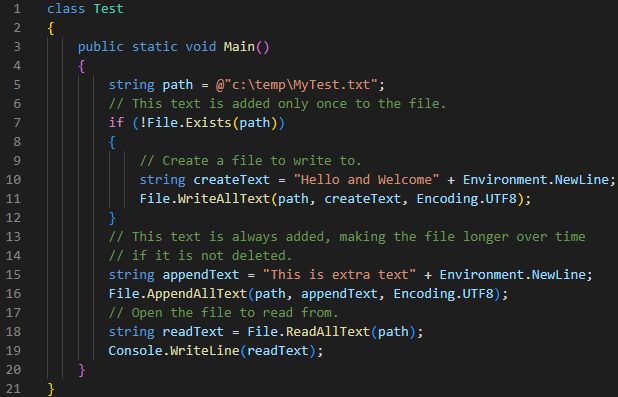 1 class Test
2 {
3     public static void Main()
4     {
5         string path = @"c:\temp\MyTest.txt";
6         // This text is added only once to the file.
7         if (!File.Exists(path))
8         {
9             // Create a file to write to.
10             string createText = "Hello and Welcome" + Environment.NewLine;
11             File.WriteAllText(path, createText, Encoding.UTF8);
12         }
13         // This text is always added, making the file longer over time
14         // if it is not deleted.
15         string appendText = "This is extra text" + Environment.NewLine;
16         File.AppendAllText(path, appendText, Encoding.UTF8);
17         // Open the file to read from.
18         string readText = File.ReadAllText(path);
19         Console.WriteLine(readText);
20     }
21 }